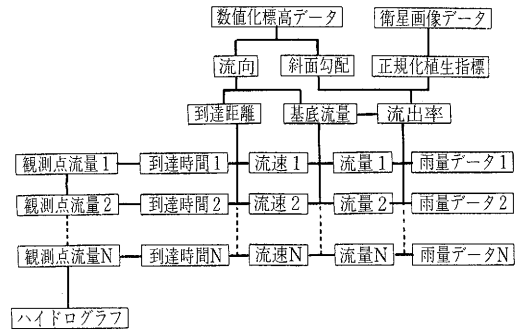 数値化標高データ 衛星画像データ
流向 斜面勾配 正規化植生指標
到達距離 基底流量 流出率
観測点流量1 到達時間1 流速1 流量1 雨量データ1
観測点流量2 到達時間2 流速2 流量2 雨量データ2
観測点流量N 到達時間N 流速N 流量N 雨量データN
ハイドログラフ